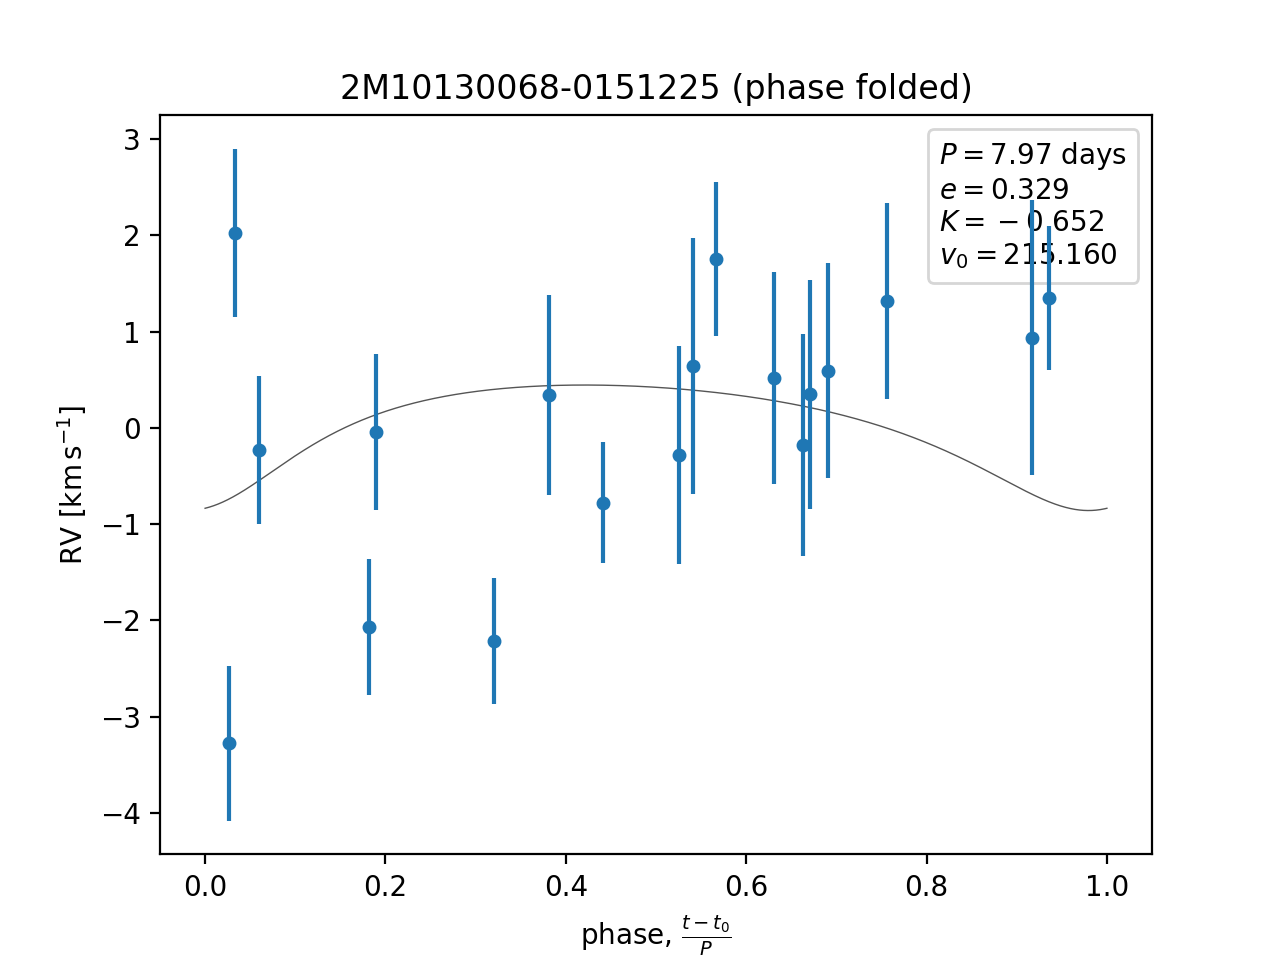 2M10130068-0151225 (phase folded)
P = 7.97 days
e = 0.329
K = −0.652
v₀ = 215.160
3
2
1
0
−1
−2
−3
−4
RV [km s⁻¹]
0.0 0.2 0.4 0.6 0.8 1.0
phase, (t − t₀)/P